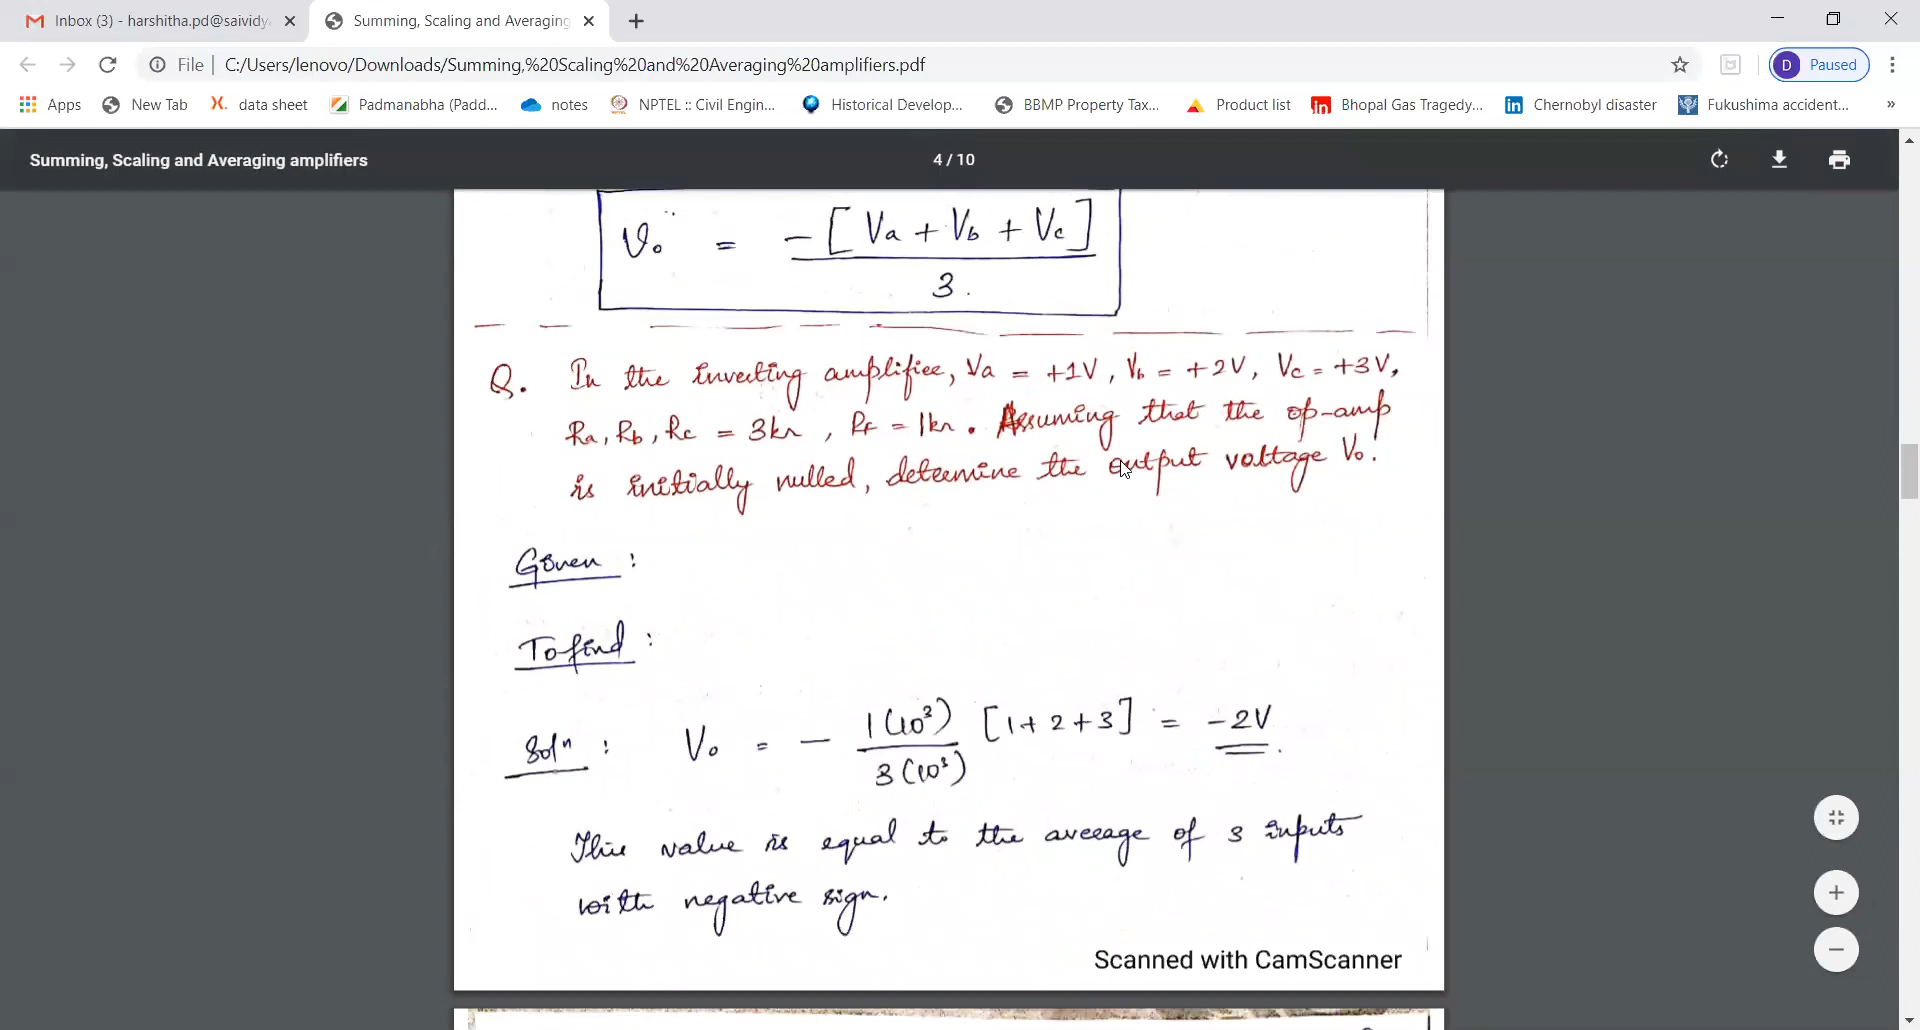 Inbox (3) - harshitha.pd@saividy
Summing, Scaling and Averaging
File
C:/Users/lenovo/Downloads/Summing,%20Scaling%20and%20Averaging%20amplifiers.pdf
D Paused
Apps New Tab X. data sheet Padmanabha (Padd... notes NPTEL :: Civil Engin... Historical Develop... BBMP Property Tax... Product list in Bhopal Gas Tragedy... in Chernobyl disaster Fukushima accident... »
Summing, Scaling and Averaging amplifiers 4 / 10
Vo = -[Va + Vb + Vc]
3.
Q. In the inverting amplifier, Va = +1V, Vb = +2V, Vc = +3V,
Ra, Rb, Rc = 3kΩ, RF = 1kΩ. Assuming that the op-amp
is initially nulled, determine the output voltage Vo.
Given :
To find :
Solⁿ : Vo = - 1(10³) [1+2+3] = -2V.
3(10³)
This value is equal to the average of 3 inputs
with negative sign.
Scanned with CamScanner